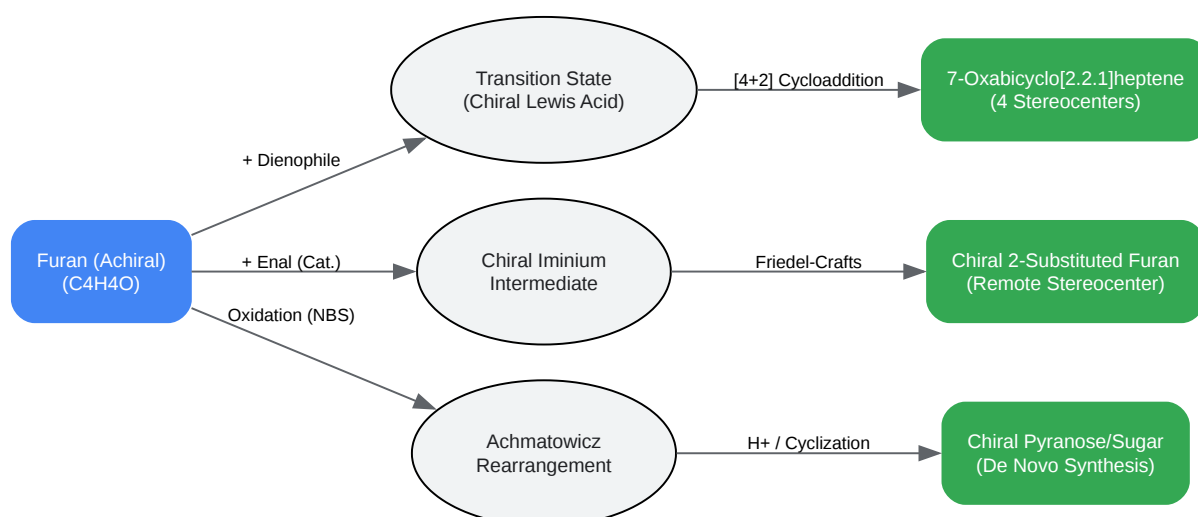 Transition State
(Chiral Lewis Acid)
[4+2] Cycloaddition
7-Oxabicyclo[2.2.1]heptene
(4 Stereocenters)
+ Dienophile
Furan (Achiral)
(C4H4O)
+ Enal (Cat.)
Chiral Iminium
Intermediate
Friedel-Crafts
Chiral 2-Substituted Furan
(Remote Stereocenter)
Oxidation (NBS)
Achmatowicz
Rearrangement
H+ / Cyclization
Chiral Pyranose/Sugar
(De Novo Synthesis)